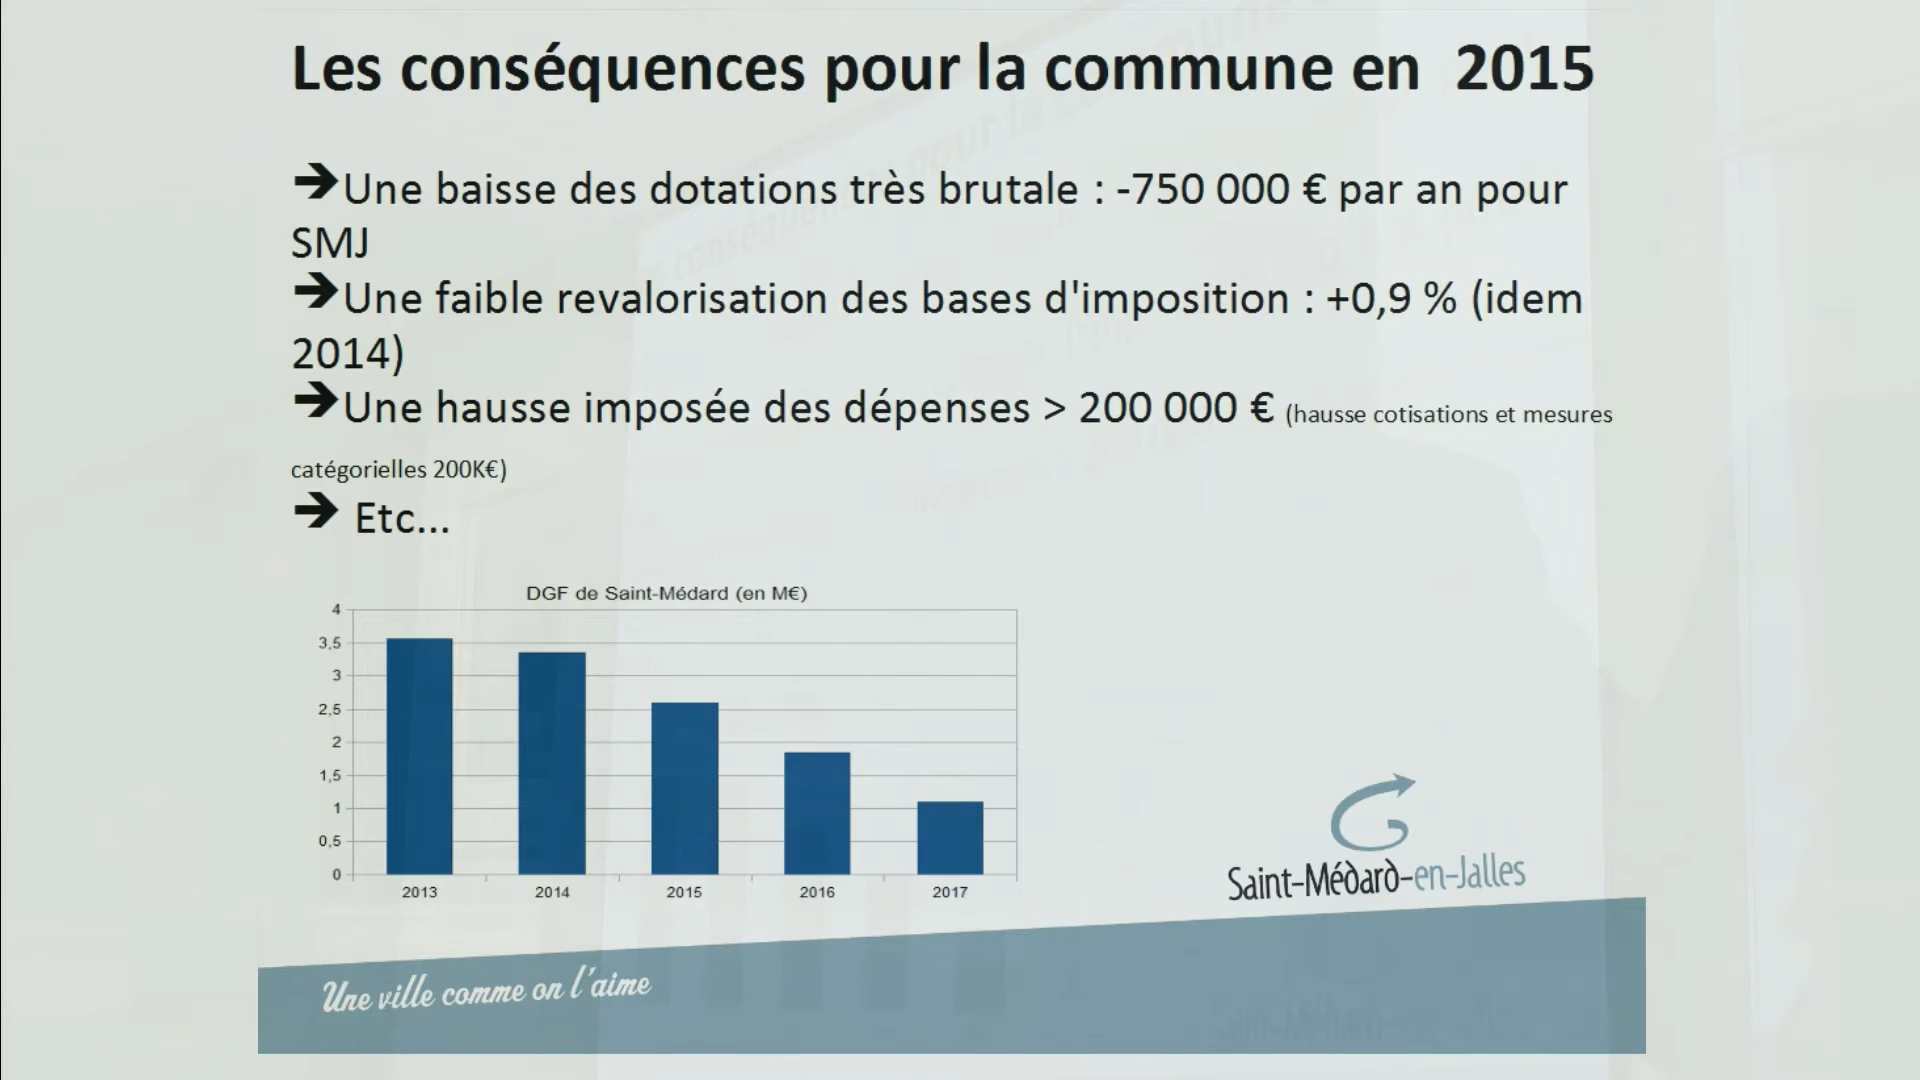 Les conséquences pour la commune en 2015
➔Une baisse des dotations très brutale : -750 000 € par an pour
SMJ
➔Une faible revalorisation des bases d'imposition : +0,9 % (idem
2014)
➔Une hausse imposée des dépenses > 200 000 € (hausse cotisations et mesures
catégorielles 200K€)
➔ Etc...
DGF de Saint-Médard (en M€)
4
3,5
3
2,5
2
1,5
1
0,5
0
2013 2014 2015 2016 2017
Saint-Médard-en-Jalles
Une ville comme on l'aime